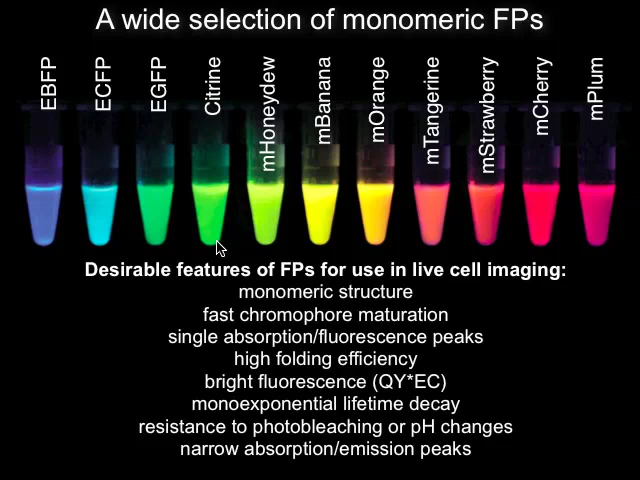 A wide selection of monomeric FPs
EBFP
ECFP
EGFP
Citrine
mHoneydew
mBanana
mOrange
mTangerine
mStrawberry
mCherry
mPlum
Desirable features of FPs for use in live cell imaging:
monomeric structure
fast chromophore maturation
single absorption/fluorescence peaks
high folding efficiency
bright fluorescence (QY*EC)
monoexponential lifetime decay
resistance to photobleaching or pH changes
narrow absorption/emission peaks